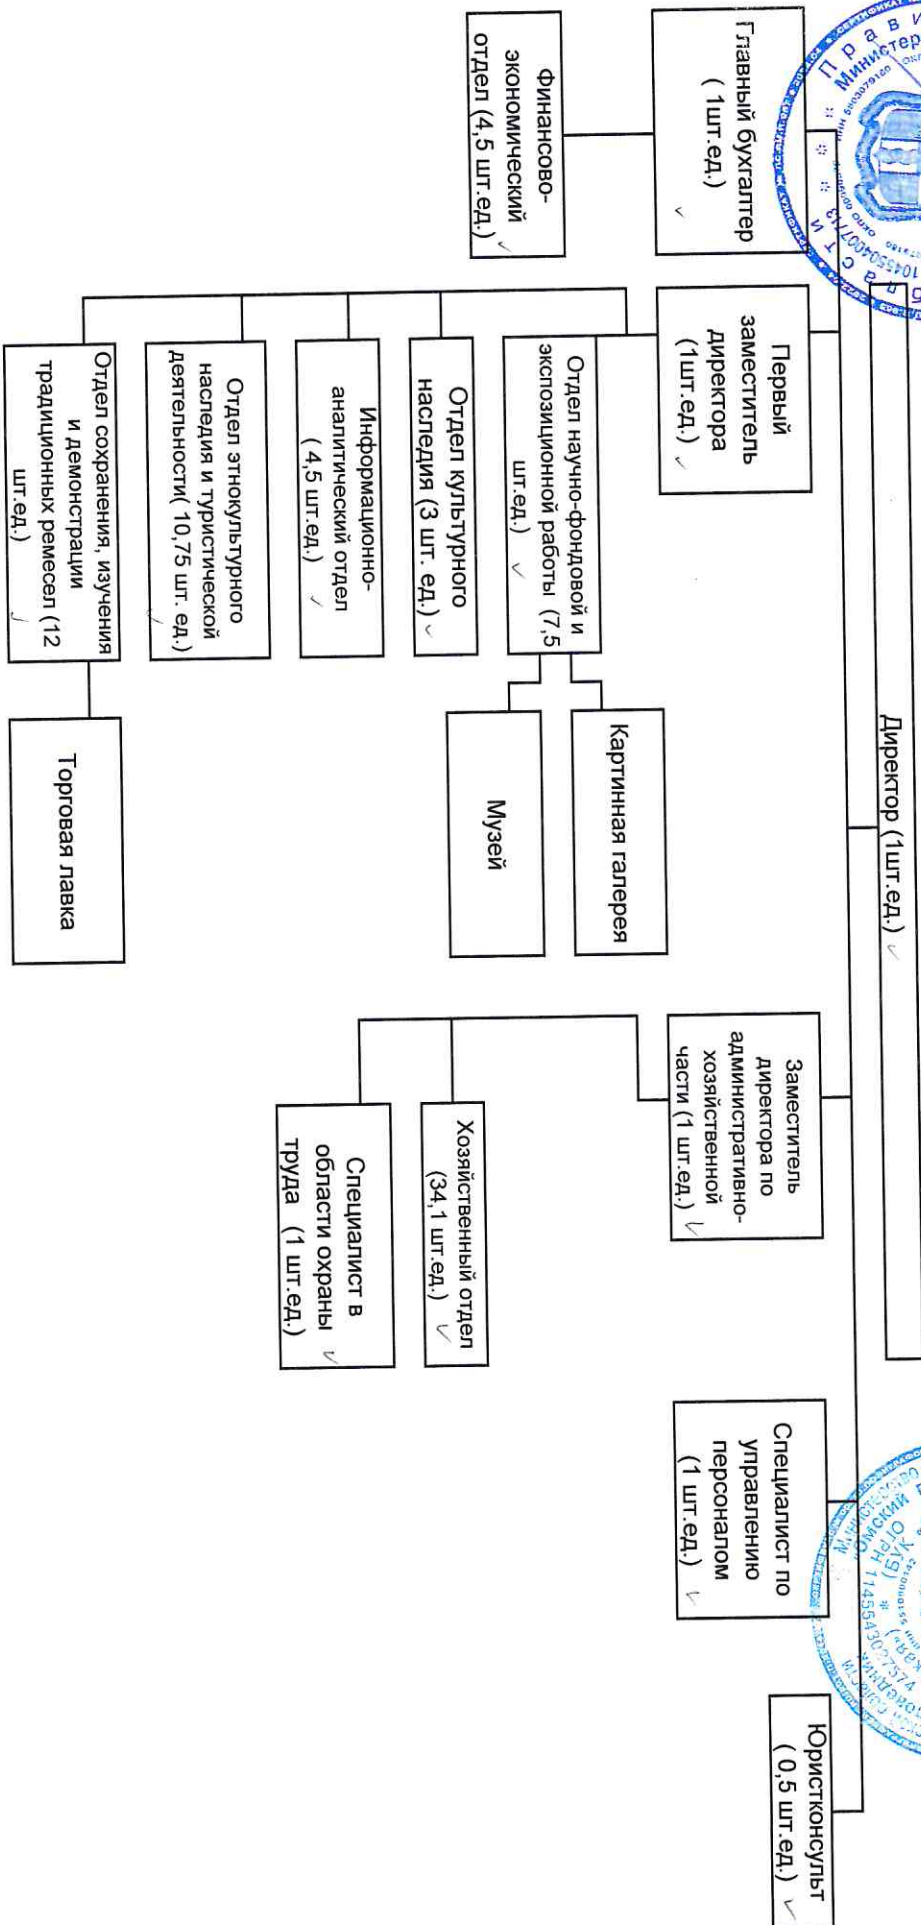 Директор (1шт.ед.)
Главный бухгалтер
( 1шт.ед.)
финансово-
экономический
отдел (4,5 шт.ед.)
Первый
заместитель
директора
(1шт.ед.)
Отдел научно-фондовой и
экспозиционной работы (7,5
шт.ед.)
Картинная галерея
Музей
Отдел культурного
наследия (3 шт. ед.)
Информационно-
аналитический отдел
( 4,5 шт.ед.)
Отдел этнокультурного
наследия и туристической
деятельности( 10,75 шт. ед.)
Отдел сохранения, изучения
и демонстрации
традиционных ремесел (12
шт.ед.)
Торговая лавка
Заместитель
директора по
административно-
хозяйственной
части (1 шт.ед.)
Хозяйственный отдел
(34,1 шт.ед.)
Специалист в
области охраны
труда (1 шт.ед.)
Специалист по
управлению
персоналом
(1 шт.ед.)
Юристконсульт
( 0,5 шт.ед.)